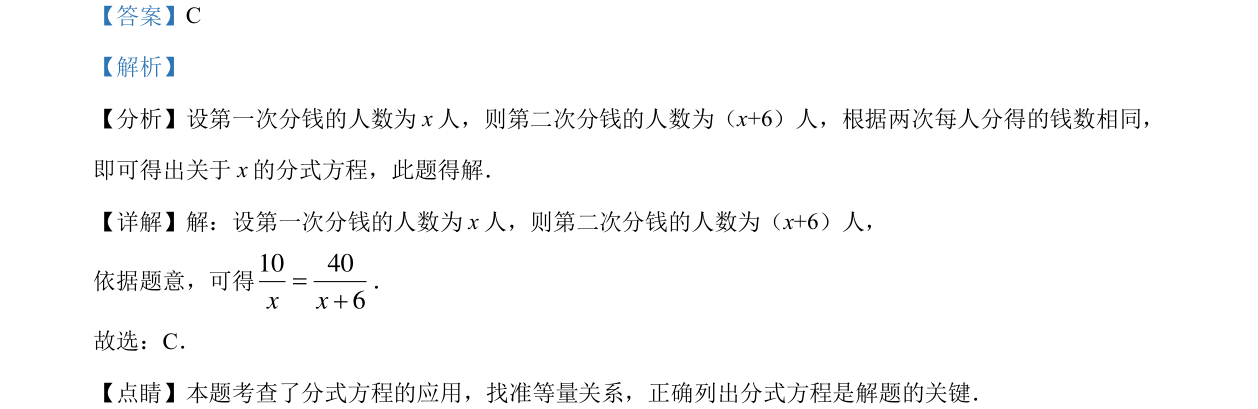 【答案】C
【解析】
【分析】设第一次分钱的人数为 x 人，则第二次分钱的人数为（x+6）人，根据两次每人分得的钱数相同，
即可得出关于 x 的分式方程，此题得解．
【详解】解：设第一次分钱的人数为 x 人，则第二次分钱的人数为（x+6）人，
依据题意，可得 10/x = 40/(x+6)．
故选：C．
【点睛】本题考查了分式方程的应用，找准等量关系，正确列出分式方程是解题的关键．